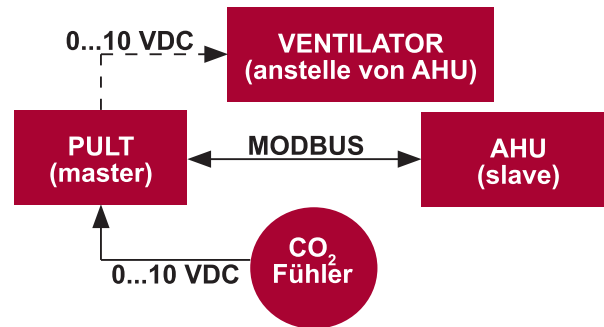 0...10 VDC
VENTILATOR
(anstelle von AHU)
PULT
(master)
MODBUS
AHU
(slave)
CO₂
Fühler
0...10 VDC